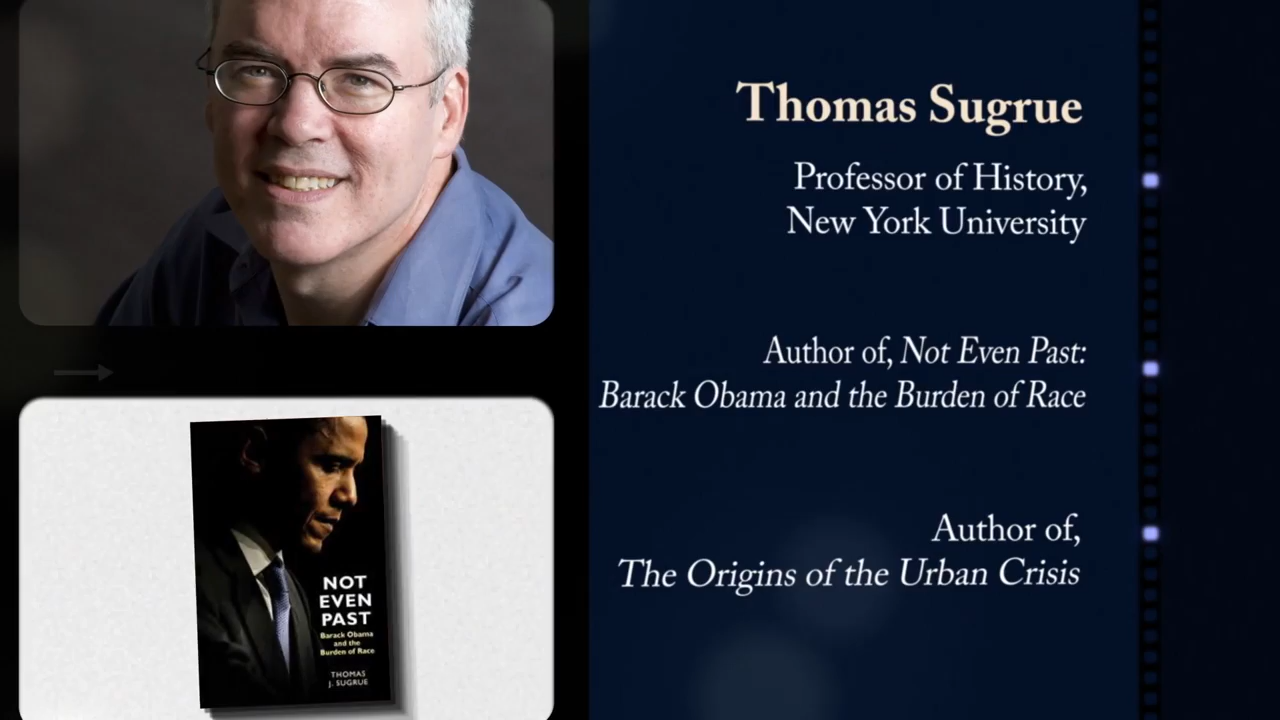 Thomas Sugrue
Professor of History,
New York University
Author of, Not Even Past:
Barack Obama and the Burden of Race
Author of,
The Origins of the Urban Crisis
NOT
EVEN
PAST
Barack Obama
and the
Burden of Race
THOMAS
J. SUGRUE